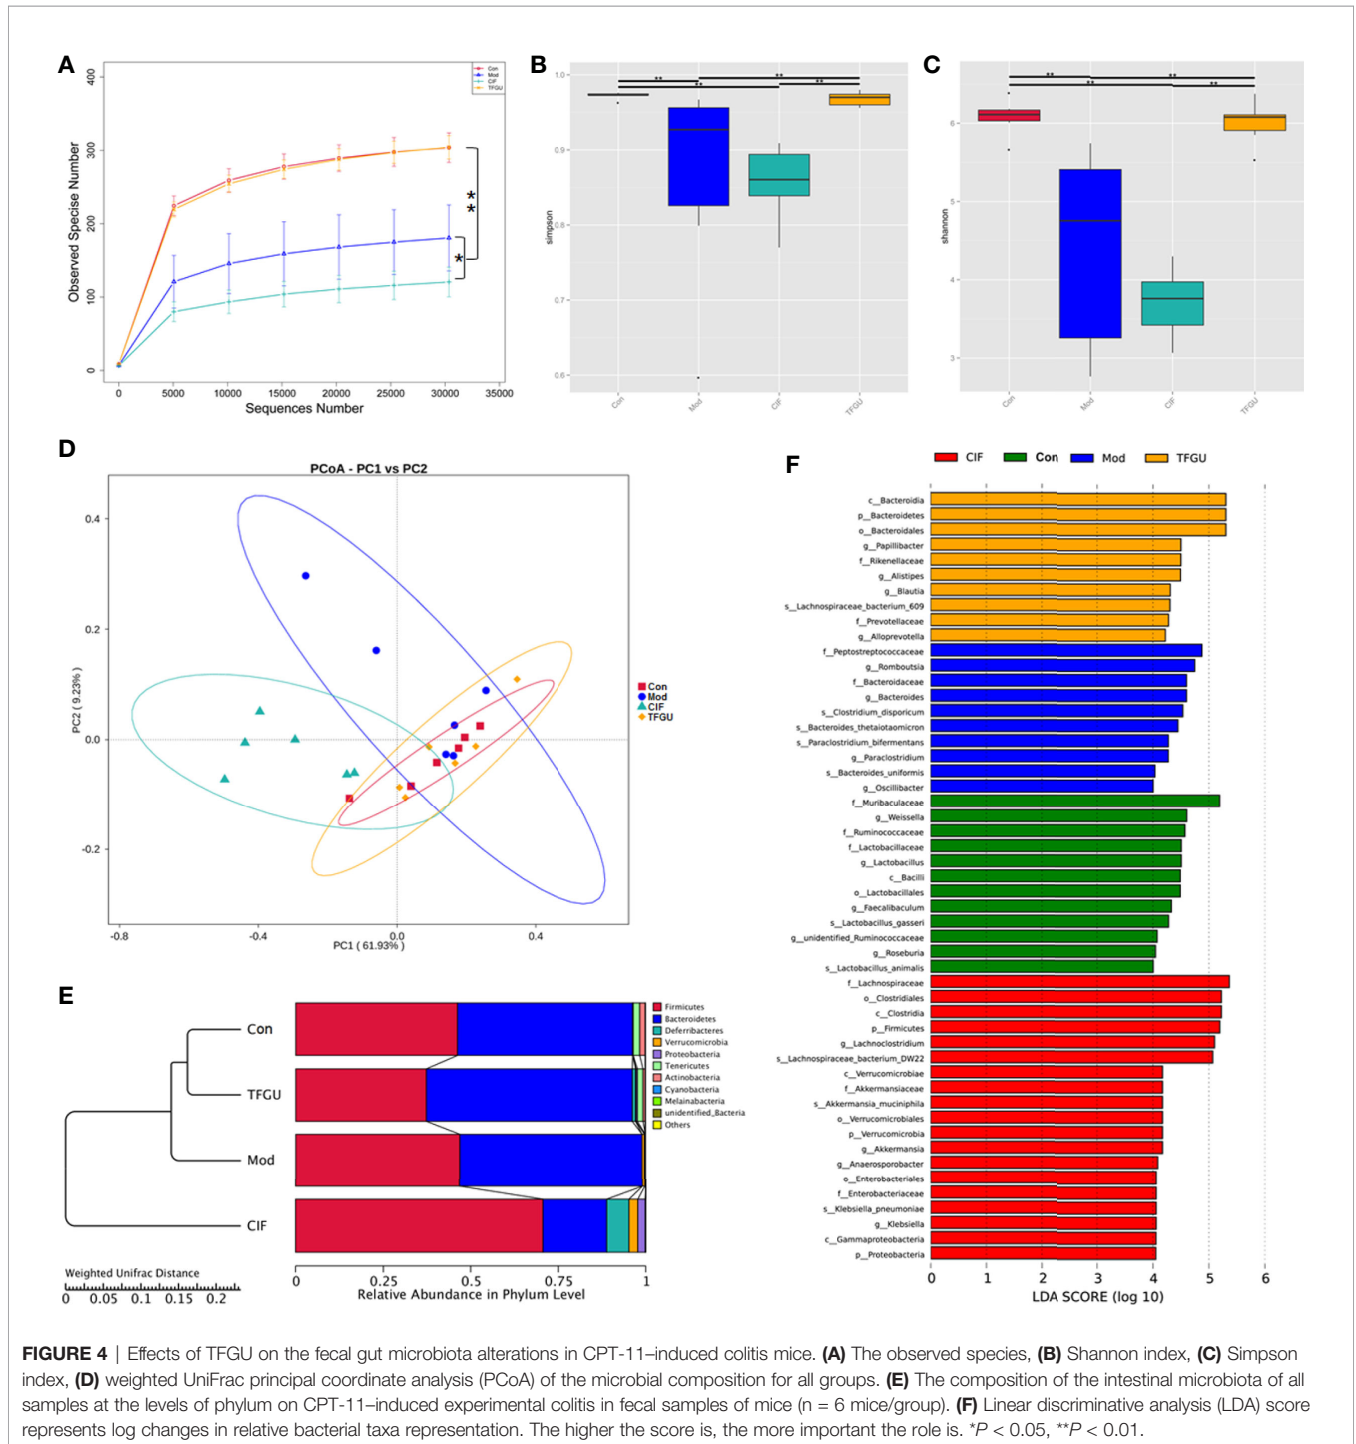 A
400
300
200
100
0
Observed Specise Number
Con
Mod
CIF
TFGU
**
*
0 5000 10000 15000 20000 25000 30000 35000
Sequences Number
B
1.0
0.9
0.8
0.7
0.6
simpson
** **
** **
Con Mod CIF TFGU
C
6
5
4
3
shannon
** **
** **
Con Mod CIF TFGU
D
PCoA - PC1 vs PC2
0.4
0.2
0.0
-0.2
PC2 ( 9.23%)
-0.8 -0.4 0.0 0.4
PC1 ( 61.93% )
Con
Mod
CIF
TFGU
E
Con
TFGU
Mod
CIF
Weighted Unifrac Distance
0 0.05 0.1 0.15 0.2
Firmicutes
Bacteroidetes
Deferribacteres
Verrucomicrobia
Proteobacteria
Tenericutes
Actinobacteria
Cyanobacteria
Melainabacteria
unidentified_Bacteria
Others
0 0.25 0.5 0.75 1
Relative Abundance in Phylum Level
F
CIF Con Mod TFGU
c__Bacteroidia
p__Bacteroidetes
o__Bacteroidales
g__Papillibacter
f__Rikenellaceae
g__Alistipes
g__Blautia
s__Lachnospiraceae_bacterium_609
f__Prevotellaceae
g__Alloprevotella
f__Peptostreptococcaceae
g__Romboutsia
f__Bacteroidaceae
g__Bacteroides
s__Clostridium_disporicum
s__Bacteroides_thetaiotaomicron
s__Paraclostridium_bifermentans
g__Paraclostridium
s__Bacteroides_uniformis
g__Oscillibacter
f__Muribaculaceae
g__Weissella
f__Ruminococcaceae
f__Lactobacillaceae
g__Lactobacillus
c__Bacilli
o__Lactobacillales
g__Faecalibaculum
s__Lactobacillus_gasseri
g__unidentified_Ruminococcaceae
g__Roseburia
s__Lactobacillus_animalis
f__Lachnospiraceae
o__Clostridiales
c__Clostridia
p__Firmicutes
g__Lachnoclostridium
s__Lachnospiraceae_bacterium_DW22
c__Verrucomicrobiae
f__Akkermansiaceae
s__Akkermansia_muciniphila
o__Verrucomicrobiales
p__Verrucomicrobia
g__Akkermansia
g__Anaerosporobacter
o__Enterobacteriales
f__Enterobacteriaceae
s__Klebsiella_pneumoniae
g__Klebsiella
c__Gammaproteobacteria
p__Proteobacteria
0 1 2 3 4 5 6
LDA SCORE (log 10)
FIGURE 4 | Effects of TFGU on the fecal gut microbiota alterations in CPT-11–induced colitis mice. (A) The observed species, (B) Shannon index, (C) Simpson
index, (D) weighted UniFrac principal coordinate analysis (PCoA) of the microbial composition for all groups. (E) The composition of the intestinal microbiota of all
samples at the levels of phylum on CPT-11–induced experimental colitis in fecal samples of mice (n = 6 mice/group). (F) Linear discriminative analysis (LDA) score
represents log changes in relative bacterial taxa representation. The higher the score is, the more important the role is. *P < 0.05, **P < 0.01.